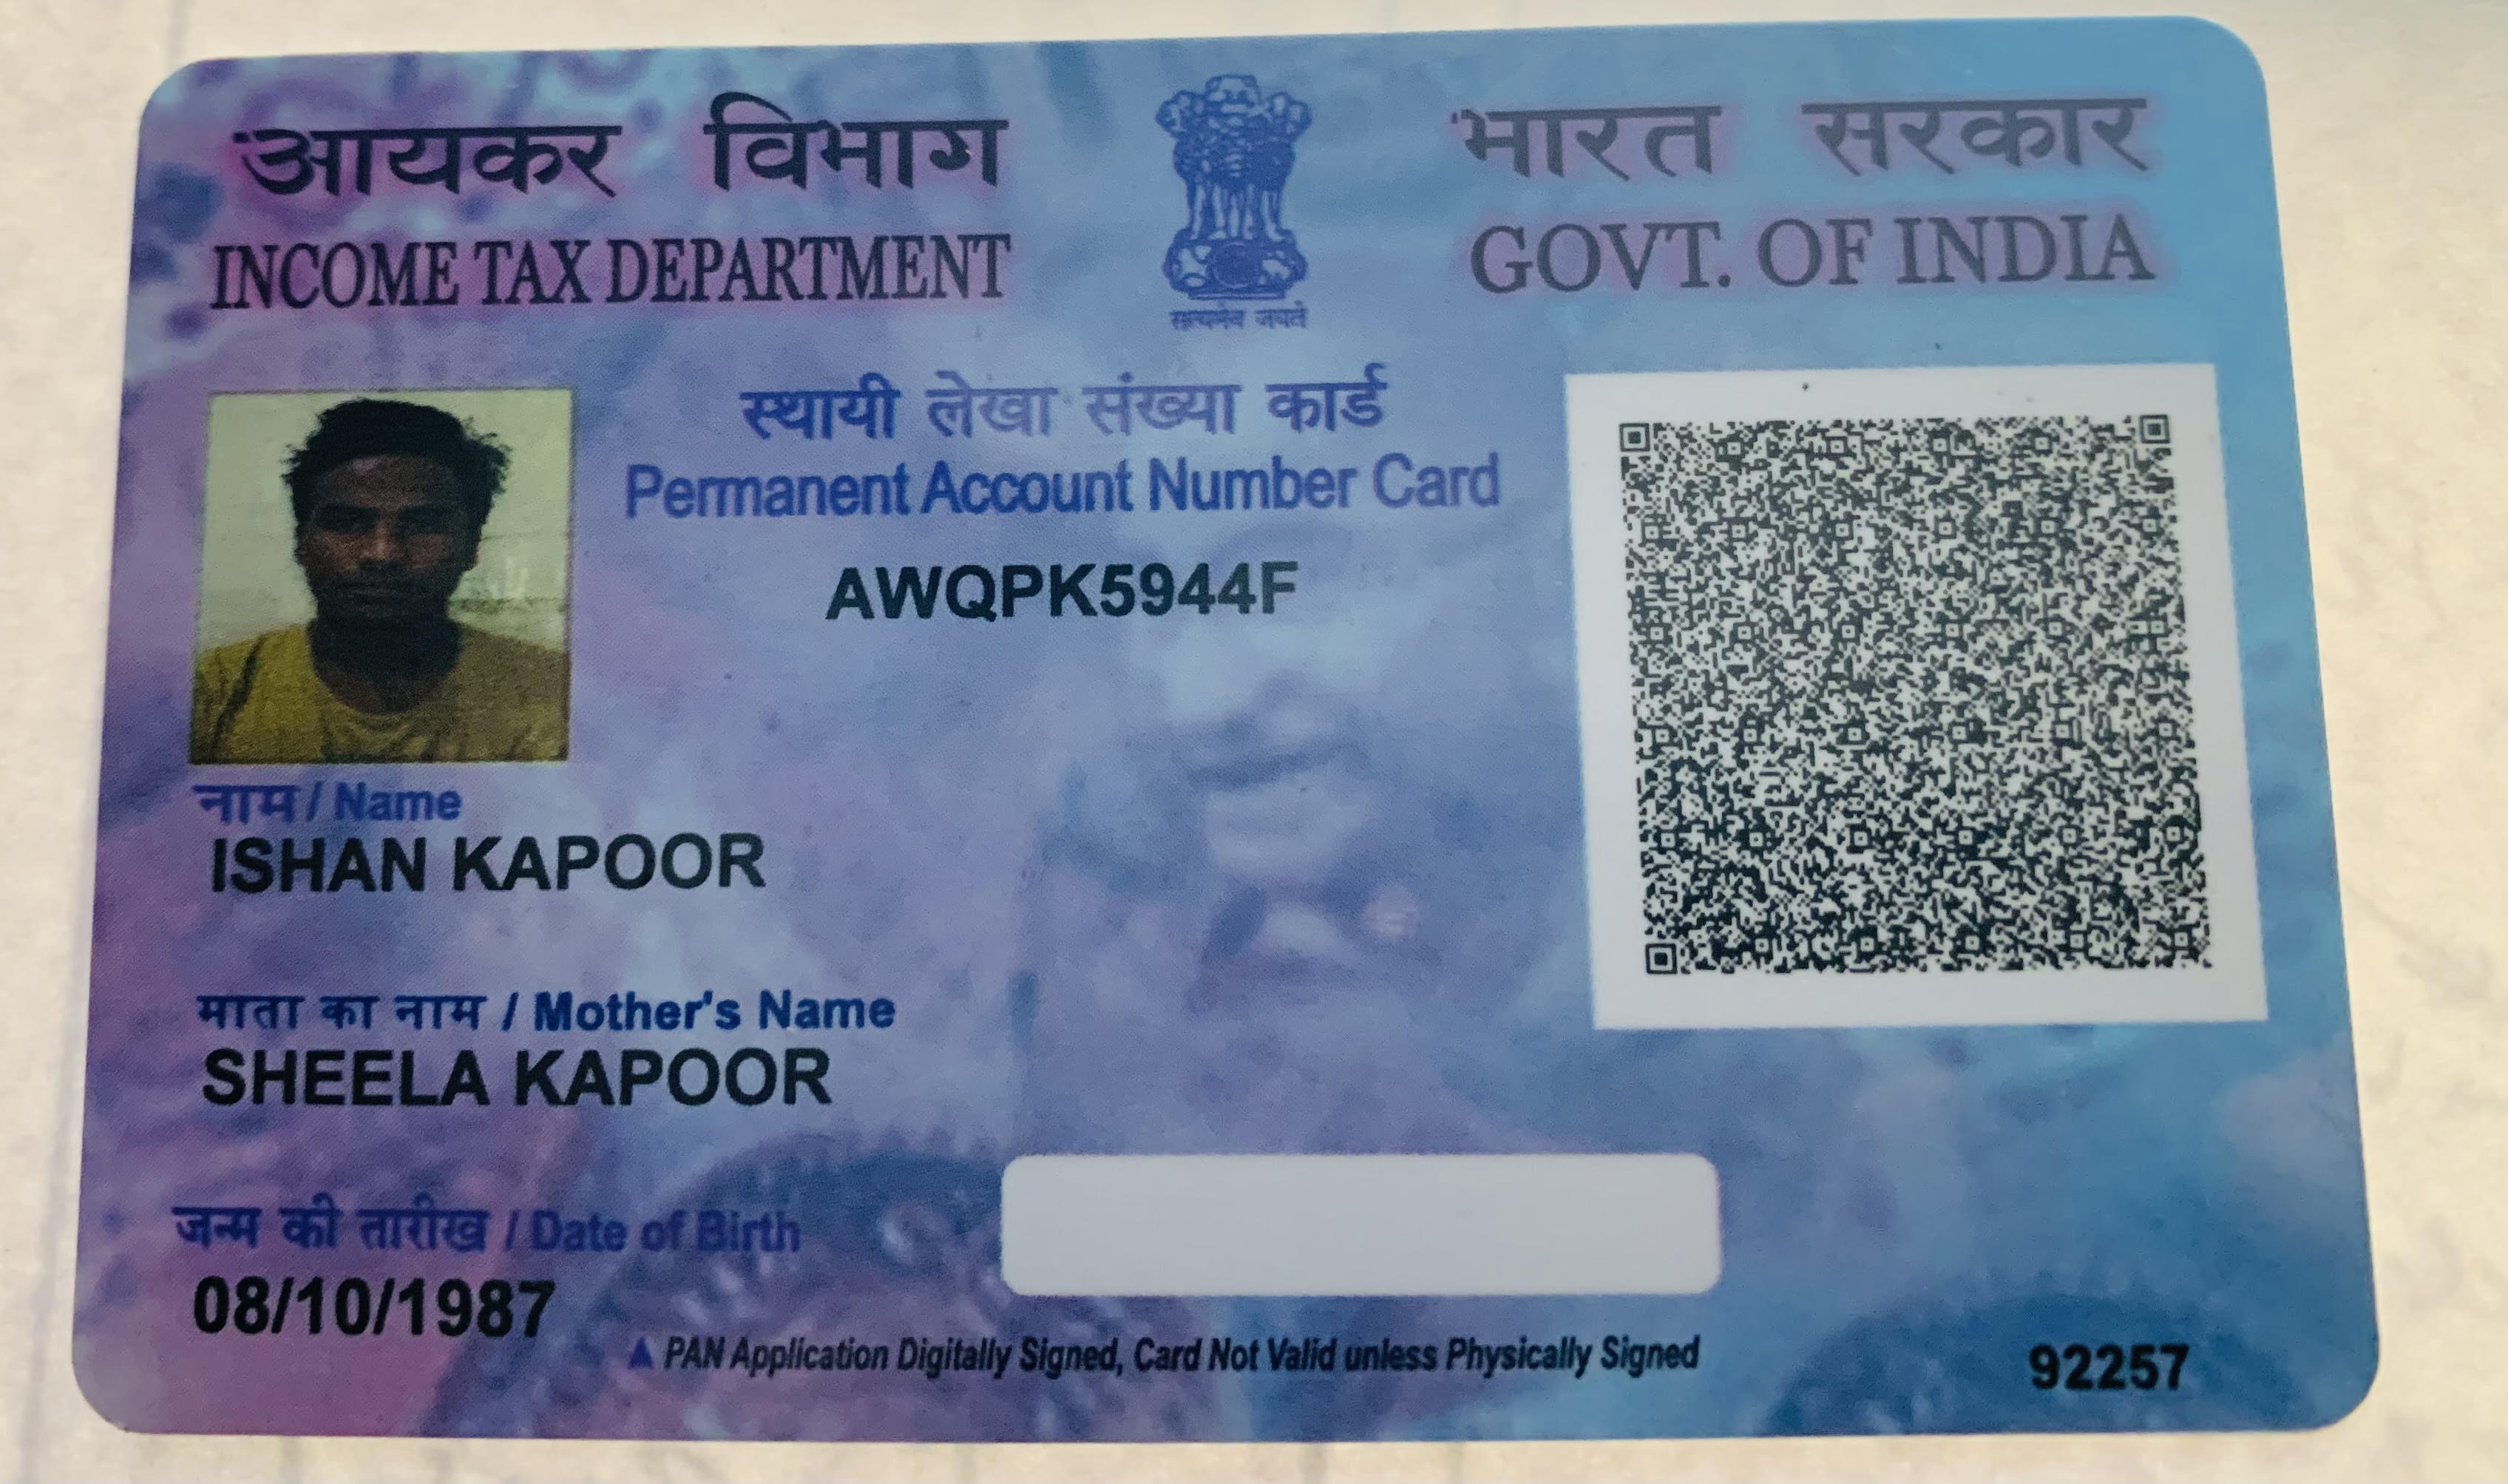 आयकर विभाग
INCOME TAX DEPARTMENT
सत्यमेव जयते
भारत सरकार
GOVT. OF INDIA
स्थायी लेखा संख्या कार्ड
Permanent Account Number Card
AWQPK5944F
नाम / Name
ISHAN KAPOOR
माता का नाम / Mother's Name
SHEELA KAPOOR
जन्म की तारीख / Date of Birth
08/10/1987
PAN Application Digitally Signed, Card Not Valid unless Physically Signed
92257